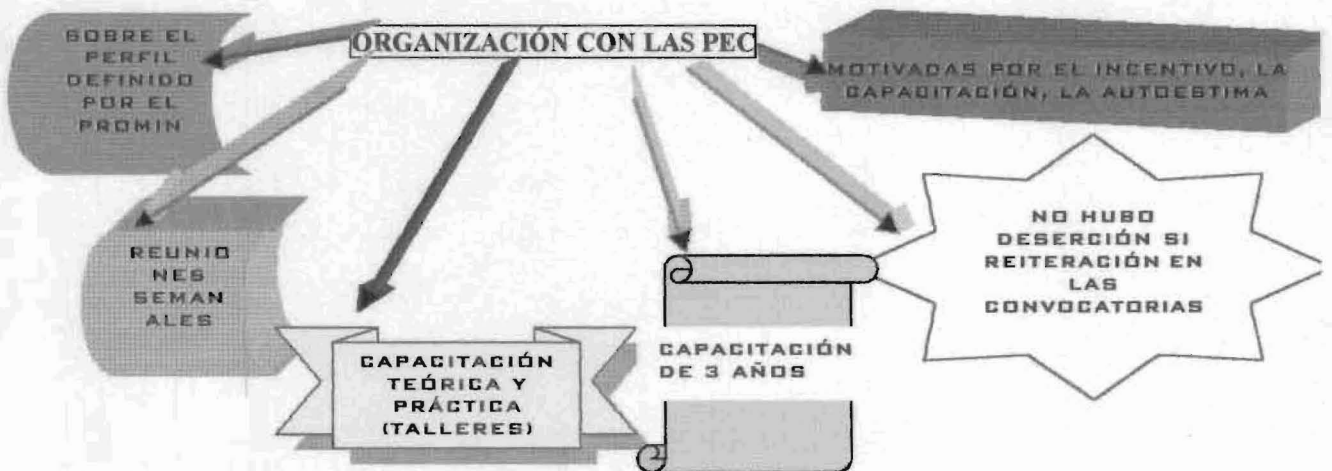 ORGANIZACIÓN CON LAS PEC
SOBRE EL
PERFIL
DEFINIDO
POR EL
PROMIN
MOTIVADAS POR EL INCENTIVO, LA
CAPACITACIÓN, LA AUTOESTIMA
REUNIO
NES
SEMAN
ALES
CAPACITACIÓN
TEÓRICA Y
PRÁCTICA
(TALLERES)
CAPACITACIÓN
DE 3 AÑOS
NO HUBO
DESERCIÓN SI
REITERACIÓN EN
LAS
CONVOCATORIAS